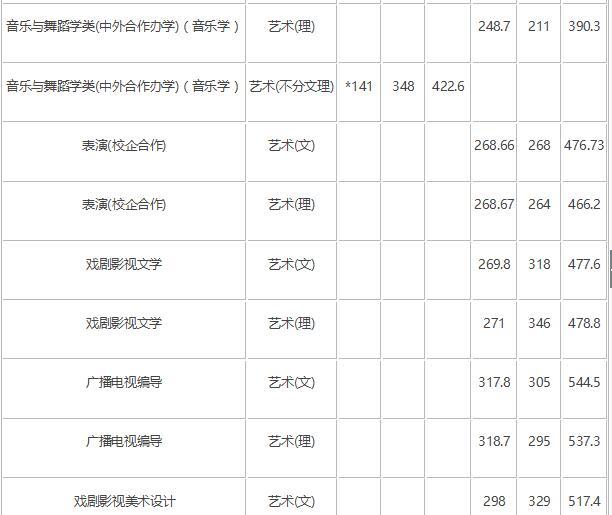 音乐与舞蹈学类(中外合作办学)（音乐学） 艺术(理) 248.7 211 390.3
音乐与舞蹈学类(中外合作办学)（音乐学） 艺术(不分文理) *141 348 422.6
表演(校企合作) 艺术(文) 268.66 268 476.73
表演(校企合作) 艺术(理) 268.67 264 466.2
戏剧影视文学 艺术(文) 269.8 318 477.6
戏剧影视文学 艺术(理) 271 346 478.8
广播电视编导 艺术(文) 317.8 305 544.5
广播电视编导 艺术(理) 318.7 295 537.3
戏剧影视美术设计 艺术(文) 298 329 517.4